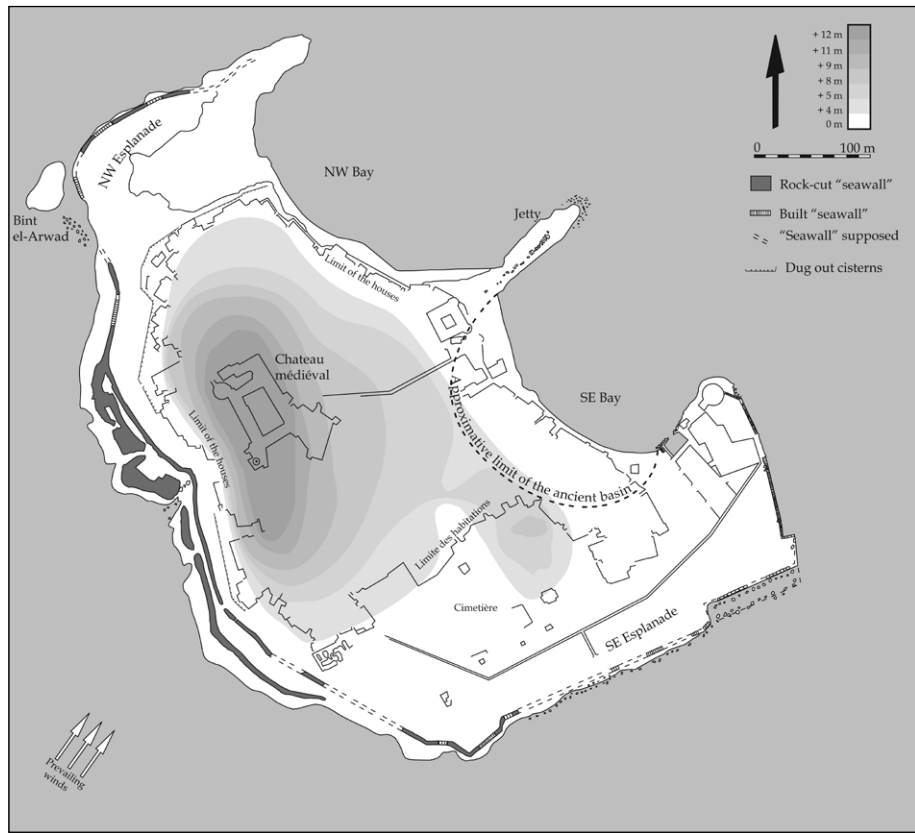 + 12 m
+ 11 m
+ 9 m
+ 8 m
+ 5 m
+ 4 m
0 m
0 100 m
Rock-cut "seawall"
Built "seawall"
"Seawall" supposed
Dug out cisterns
NW Esplanade
NW Bay
Bint
el-Arwad
Jetty
Limit of the houses
Chateau
médiéval
SE Bay
Approximative limit of the ancient basin
Limit of the houses
Limite des habitations
Cimetière
SE Esplanade
Prevailing
winds